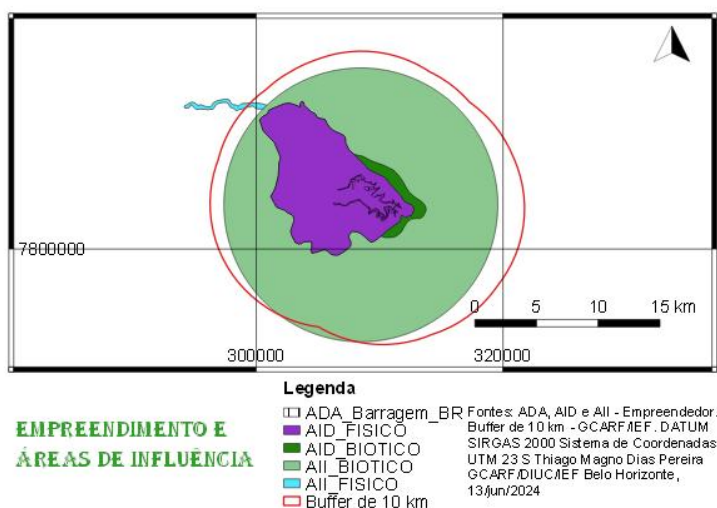 7800000
0 5 10 15 km
300000 320000
Legenda
ADA_Barragem_BR
AID_FISICO
AID_BIOTICO
AII_BIOTICO
AII_FISICO
Buffer de 10 km
EMPREENDIMENTO E
ÁREAS DE INFLUÊNCIA
Fontes: ADA, AID e AII - Empreendedor.
Buffer de 10 km - GCARF/IEF. DATUM
SIRGAS 2000 Sistema de Coordenadas
UTM 23 S Thiago Magno Dias Pereira
GCARF/DIUC/IEF Belo Horizonte,
13/jun/2024